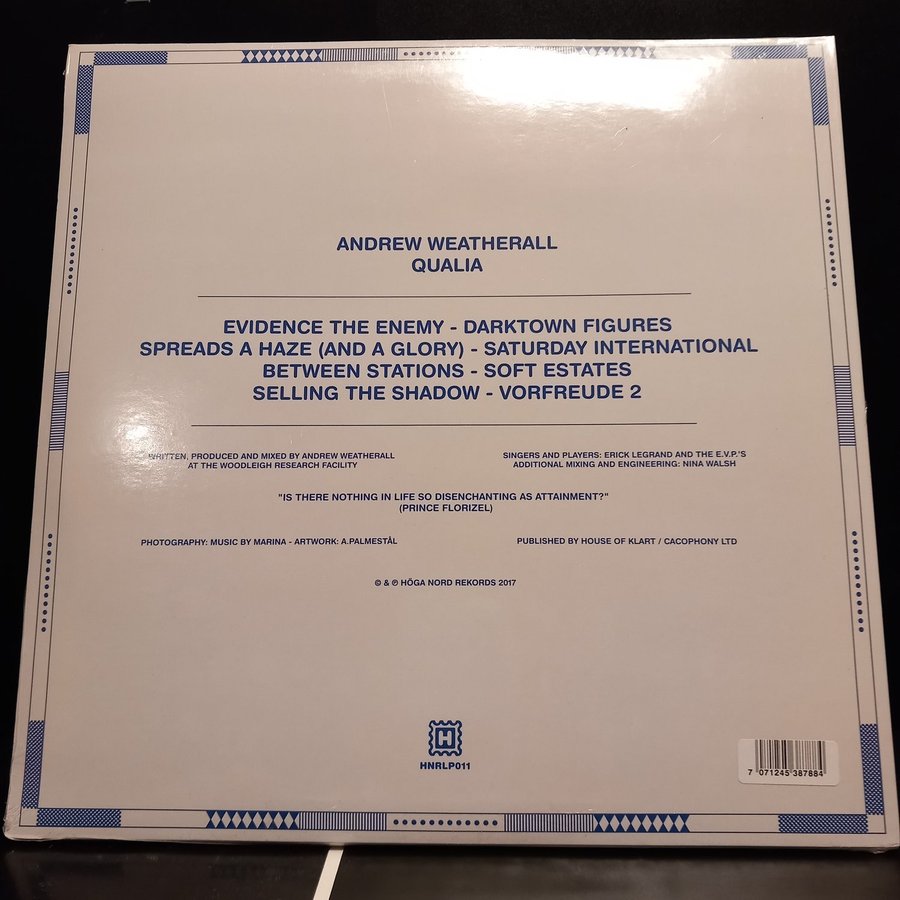 ANDREW WEATHERALL
QUALIA
EVIDENCE THE ENEMY - DARKTOWN FIGURES
SPREADS A HAZE (AND A GLORY) - SATURDAY INTERNATIONAL
BETWEEN STATIONS - SOFT ESTATES
SELLING THE SHADOW - VORFREUDE 2
WRITTEN, PRODUCED AND MIXED BY ANDREW WEATHERALL
AT THE WOODLEIGH RESEARCH FACILITY
SINGERS AND PLAYERS: ERICK LEGRAND AND THE E.V.P.'S
ADDITIONAL MIXING AND ENGINEERING: NINA WALSH
"IS THERE NOTHING IN LIFE SO DISENCHANTING AS ATTAINMENT?"
(PRINCE FLORIZEL)
PHOTOGRAPHY: MUSIC BY MARINA - ARTWORK: A.PALMESTÅL
PUBLISHED BY HOUSE OF KLART / CACOPHONY LTD
© & ℗ HÖGA NORD REKORDS 2017
H
HNRLP011
7 071245 387884